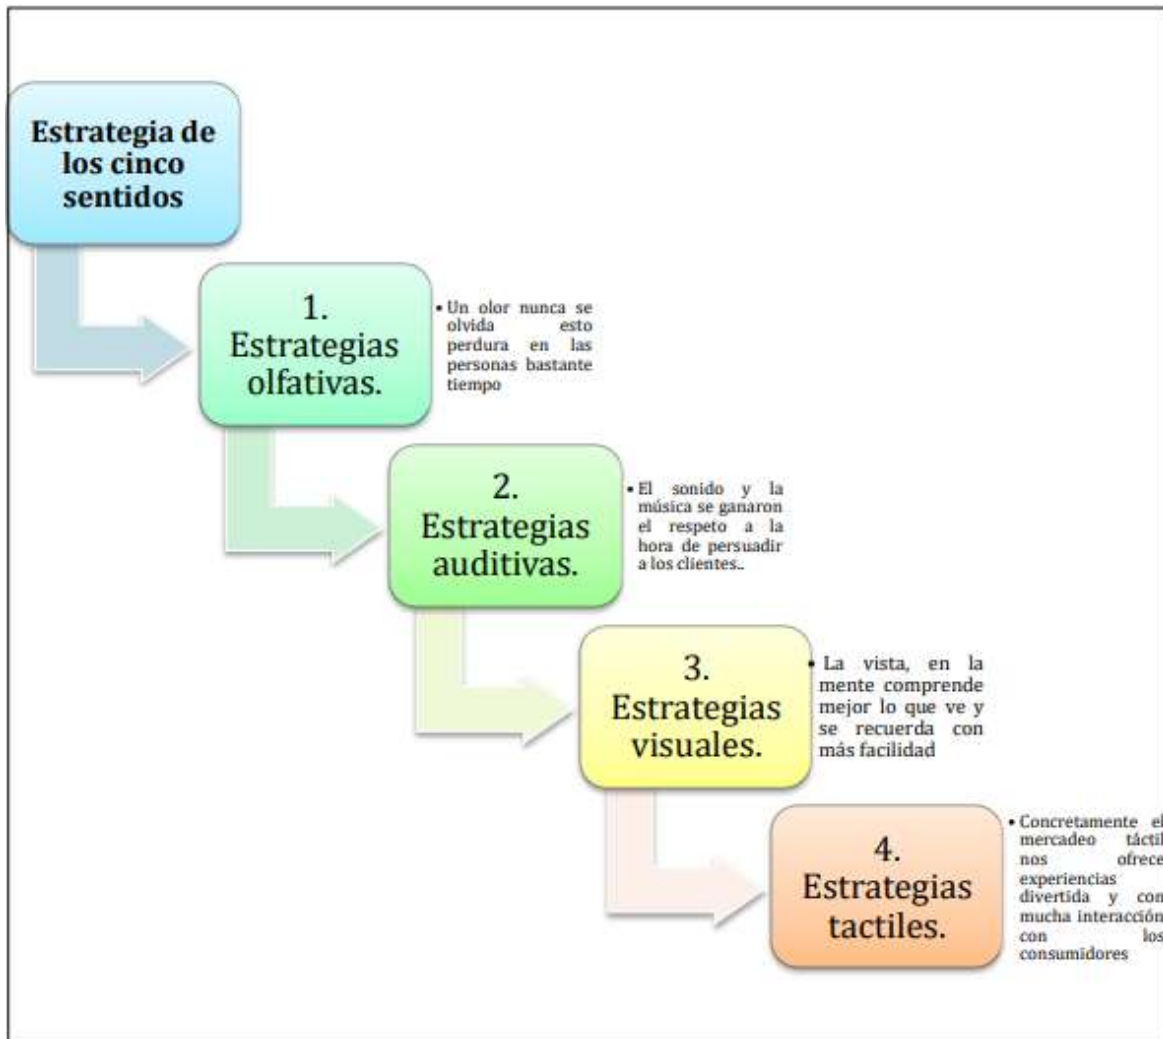 Estrategia de
los cinco
sentidos
1.
Estrategias
olfativas.
• Un olor nunca se
olvida esto
perdura en las
personas bastante
tiempo
2.
Estrategias
auditivas.
• El sonido y la
música se ganaron
el respeto a la
hora de persuadir
a los clientes..
3.
Estrategias
visuales.
• La vista, en la
mente comprende
mejor lo que ve y
se recuerda con
más facilidad
4.
Estrategias
tactiles.
• Concretamente el
mercadeo táctil
nos ofrece
experiencias
divertida y con
mucha interacción
con los
consumidores